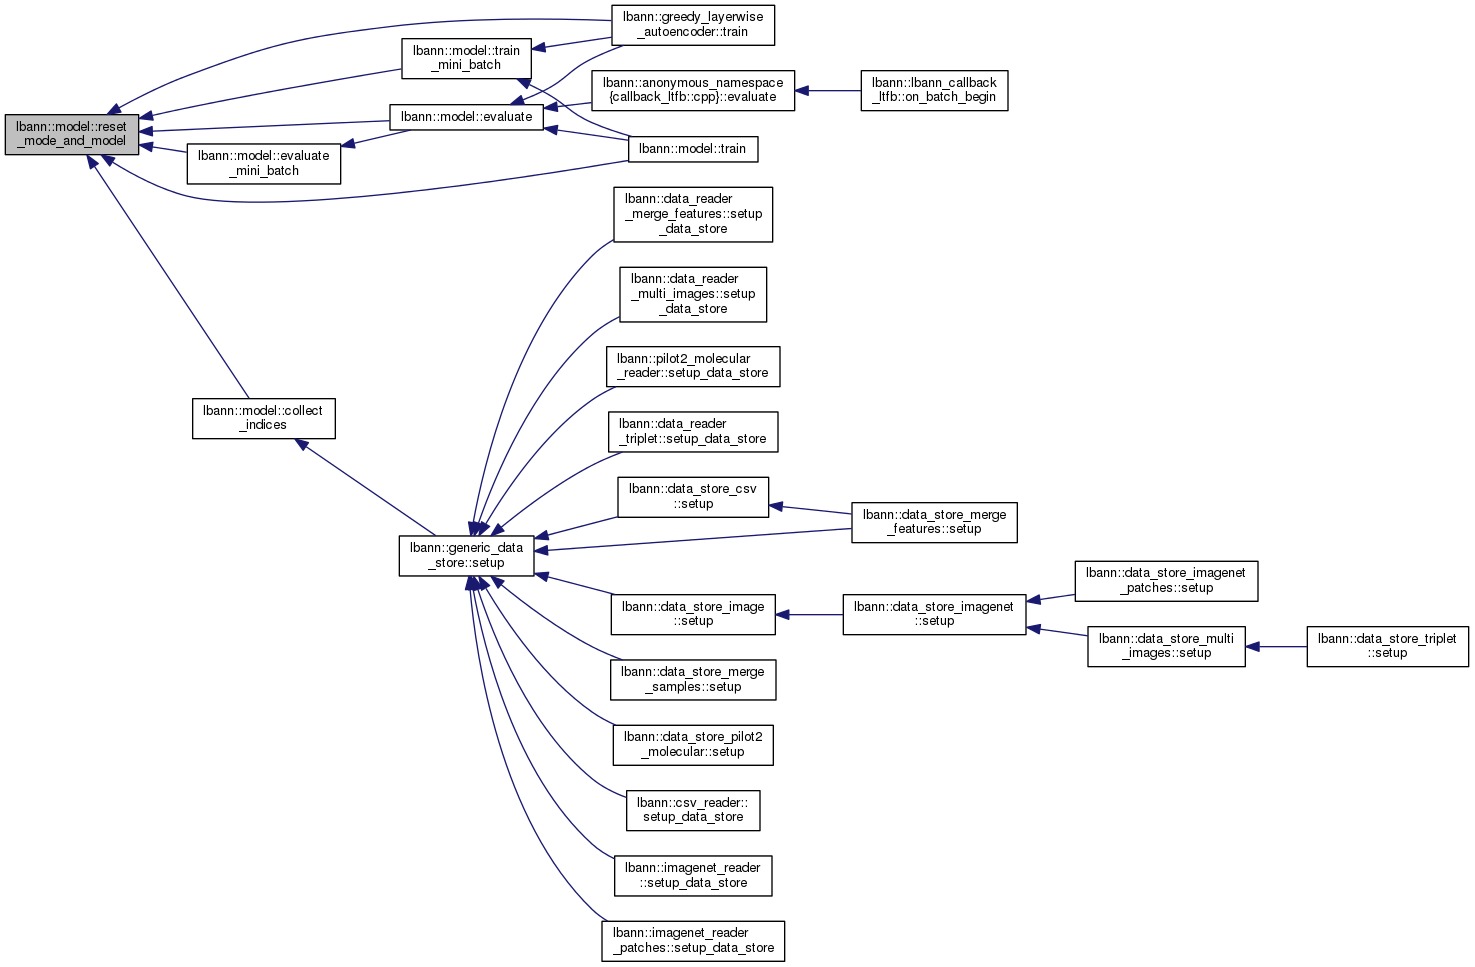 lbann::greedy_layerwise
_autoencoder::train
lbann::model::train
_mini_batch
lbann::anonymous_namespace
{callback_ltfb::cpp}::evaluate
lbann::lbann_callback
_ltfb::on_batch_begin
lbann::model::reset
_mode_and_model
lbann::model::evaluate
lbann::model::train
lbann::model::evaluate
_mini_batch
lbann::data_reader
_merge_features::setup
_data_store
lbann::data_reader
_multi_images::setup
_data_store
lbann::pilot2_molecular
_reader::setup_data_store
lbann::model::collect
_indices
lbann::data_reader
_triplet::setup_data_store
lbann::data_store_csv
::setup
lbann::data_store_merge
_features::setup
lbann::generic_data
_store::setup
lbann::data_store_image
::setup
lbann::data_store_imagenet
::setup
lbann::data_store_imagenet
_patches::setup
lbann::data_store_multi
_images::setup
lbann::data_store_triplet
::setup
lbann::data_store_merge
_samples::setup
lbann::data_store_pilot2
_molecular::setup
lbann::csv_reader::
setup_data_store
lbann::imagenet_reader
::setup_data_store
lbann::imagenet_reader
_patches::setup_data_store